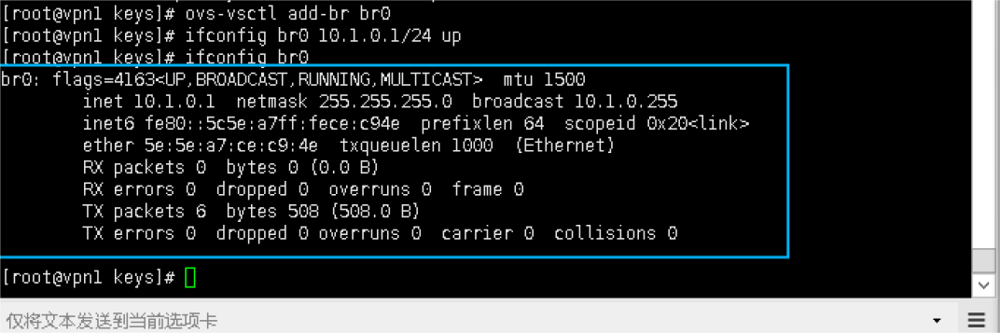 [root@vpn1 keys]# ovs-vsctl add-br br0
[root@vpn1 keys]# ifconfig br0 10.1.0.1/24 up
[root@vpn1 keys]# ifconfig br0
br0: flags=4163<UP,BROADCAST,RUNNING,MULTICAST>  mtu 1500
        inet 10.1.0.1  netmask 255.255.255.0  broadcast 10.1.0.255
        inet6 fe80::5c5e:a7ff:fece:c94e  prefixlen 64  scopeid 0x20<link>
        ether 5e:5e:a7:ce:c9:4e  txqueuelen 1000  (Ethernet)
        RX packets 0  bytes 0 (0.0 B)
        RX errors 0  dropped 0  overruns 0  frame 0
        TX packets 6  bytes 508 (508.0 B)
        TX errors 0  dropped 0 overruns 0  carrier 0  collisions 0
[root@vpn1 keys]#
仅将文本发送到当前选项卡